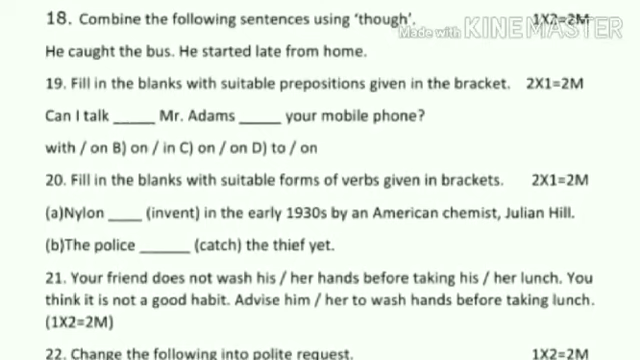 18. Combine the following sentences using ‘though’. 1X2=2M
Made with KINEMASTER
He caught the bus. He started late from home.
19. Fill in the blanks with suitable prepositions given in the bracket. 2X1=2M
Can I talk _____ Mr. Adams _____ your mobile phone?
with / on B) on / in C) on / on D) to / on
20. Fill in the blanks with suitable forms of verbs given in brackets. 2X1=2M
(a)Nylon ____ (invent) in the early 1930s by an American chemist, Julian Hill.
(b)The police ______ (catch) the thief yet.
21. Your friend does not wash his / her hands before taking his / her lunch. You
think it is not a good habit. Advise him / her to wash hands before taking lunch.
(1X2=2M)
22. Change the following into polite request. 1X2=2M